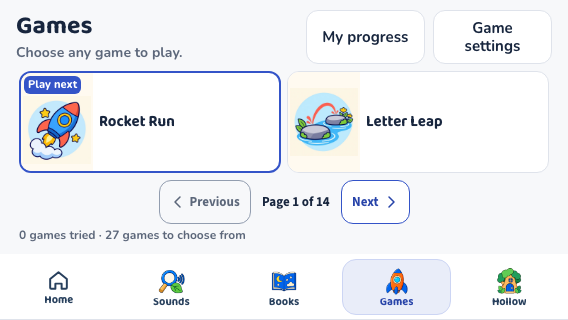 Games
Choose any game to play.
My progress
Game
settings
Play next
Rocket Run
Letter Leap
Previous
Page 1 of 14
Next
0 games tried · 27 games to choose from
Home
Sounds
Books
Games
Hollow